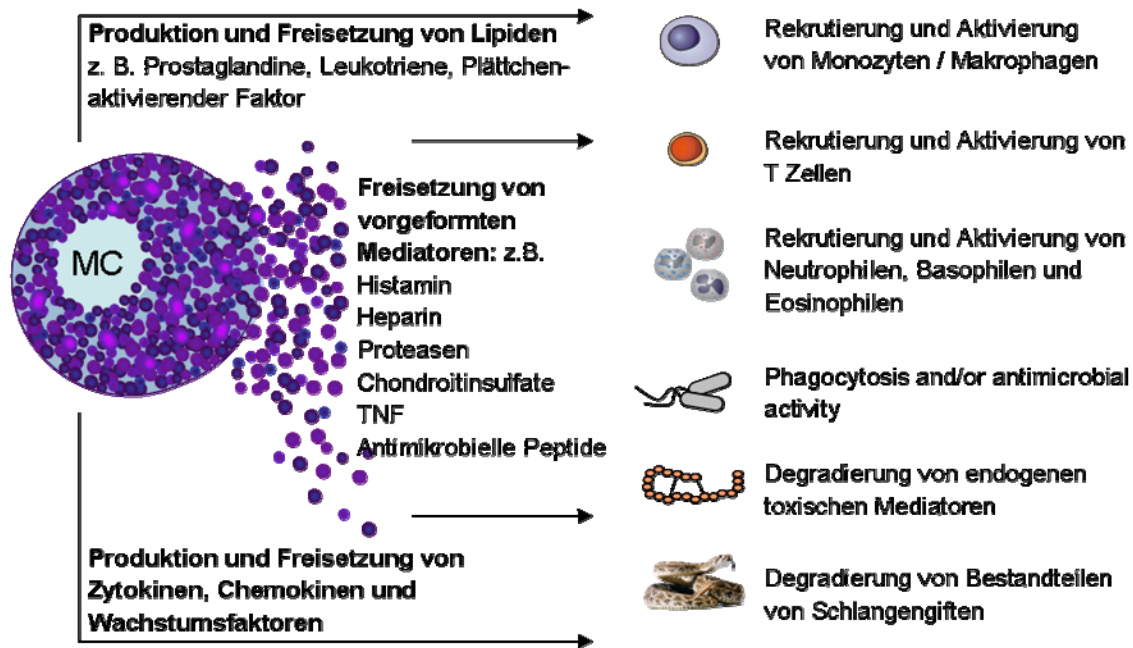 Produktion und Freisetzung von Lipiden
z. B. Prostaglandine, Leukotriene, Plättchen-
aktivierender Faktor
MC
Freisetzung von
vorgeformten
Mediatoren: z.B.
Histamin
Heparin
Proteasen
Chondroitinsulfate
TNF
Antimikrobielle Peptide
Produktion und Freisetzung von
Zytokinen, Chemokinen und
Wachstumsfaktoren
Rekrutierung und Aktivierung
von Monozyten / Makrophagen
Rekrutierung und Aktivierung von
T Zellen
Rekrutierung und Aktivierung von
Neutrophilen, Basophilen und
Eosinophilen
Phagocytosis and/or antimicrobial
activity
Degradierung von endogenen
toxischen Mediatoren
Degradierung von Bestandteilen
von Schlangengiften